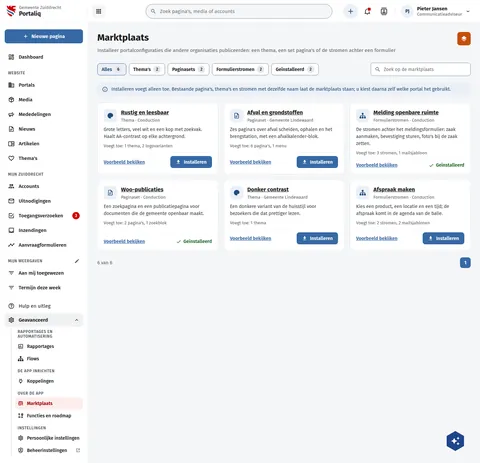 Gemeente Zuidrecht
Portaliq
+ Nieuwe pagina
Dashboard
WEBSITE
Portals
Media
Mededelingen
Nieuws
Artikelen
Thema's
MIJN ZUIDRECHT
Accounts
Uitnodigingen
Toegangsverzoeken
Inzendingen
Aanvraagformulieren
MIJN WEERGAVEN
Aan mij toegewezen
Termijn deze week
Hulp en uitleg
Geavanceerd
RAPPORTAGES EN AUTOMATISERING
Rapportages
Flows
DE APP INRICHTEN
Koppelingen
OVER DE APP
Marktplaats
Functies en roadmap
INSTELLINGEN
Persoonlijke instellingen
Beheerinstellingen
Zoek pagina's, media of accounts
PJ
Pieter Jansen
Communicatieadviseur
Marktplaats
Installeer portaalconfiguraties die andere organisaties publiceerden: een thema, een set pagina's of de stromen achter een formulier
Alles 6
Thema's 2
Paginasets 2
Formulierstromen 2
Geïnstalleerd 2
Zoek op de marktplaats
Installeren voegt alleen toe. Bestaande pagina's, thema's en stromen met dezelfde naam laat de marktplaats staan; u kiest daarna zelf welke portal het gebruikt.
Rustig en leesbaar
Thema · Conduction
Grote letters, veel wit en een kop met zoekvak. Haalt AA-contrast op elke achtergrond.
Voegt toe: 1 thema, 2 logovarianten
Voorbeeld bekijken
Installeren
Afval en grondstoffen
Paginaset · Gemeente Lindewaard
Zes pagina's over afval scheiden, ophalen en het brengstation, met een afvalkalender-blok.
Voegt toe: 6 pagina's, 1 menu
Voorbeeld bekijken
Installeren
Melding openbare ruimte
Formulierstromen · Conduction
De stromen achter het meldingsformulier: zaak aanmaken, bevestiging sturen, foto's bij de zaak zetten.
Voegt toe: 3 stromen, 1 mailsjabloon
Voorbeeld bekijken
Geïnstalleerd
Woo-publicaties
Paginaset · Conduction
Een zoekpagina en een publicatiepagina voor documenten die de gemeente openbaar maakt.
Voegt toe: 2 pagina's, 1 zoekblok
Voorbeeld bekijken
Geïnstalleerd
Donker contrast
Thema · Gemeente Lindewaard
Een donkere variant van de huisstijl voor bezoekers die dat prettiger lezen.
Voegt toe: 1 thema
Voorbeeld bekijken
Installeren
Afspraak maken
Formulierstromen · Conduction
Kies een product, een locatie en een tijd; de afspraak komt in de agenda van de balie.
Voegt toe: 3 stromen, 2 mailsjablonen
Voorbeeld bekijken
Installeren
6 van 6
1